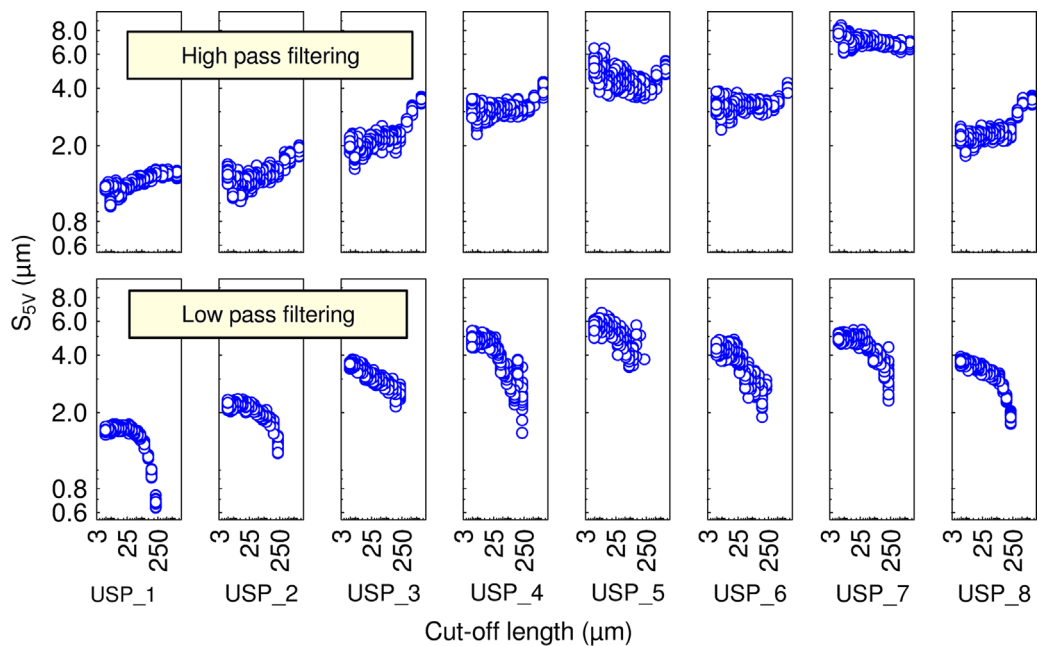 8.0
High pass filtering
6.0
4.0
2.0
0.8
0.6
S5V (μm)
8.0
Low pass filtering
6.0
4.0
2.0
0.8
0.6
3 25 250 3 25 250 3 25 250 3 25 250 3 25 250 3 25 250 3 25 250 3 25 250
USP_1 USP_2 USP_3 USP_4 USP_5 USP_6 USP_7 USP_8
Cut-off length (μm)